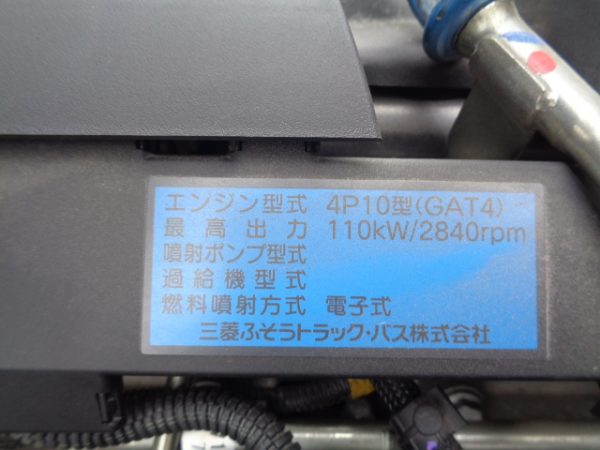 エンジン型式 4P10型(GAT4)
最高出力 110kW/2840rpm
噴射ポンプ型式
過給機型式
燃料噴射方式 電子式
三菱ふそうトラック・バス株式会社